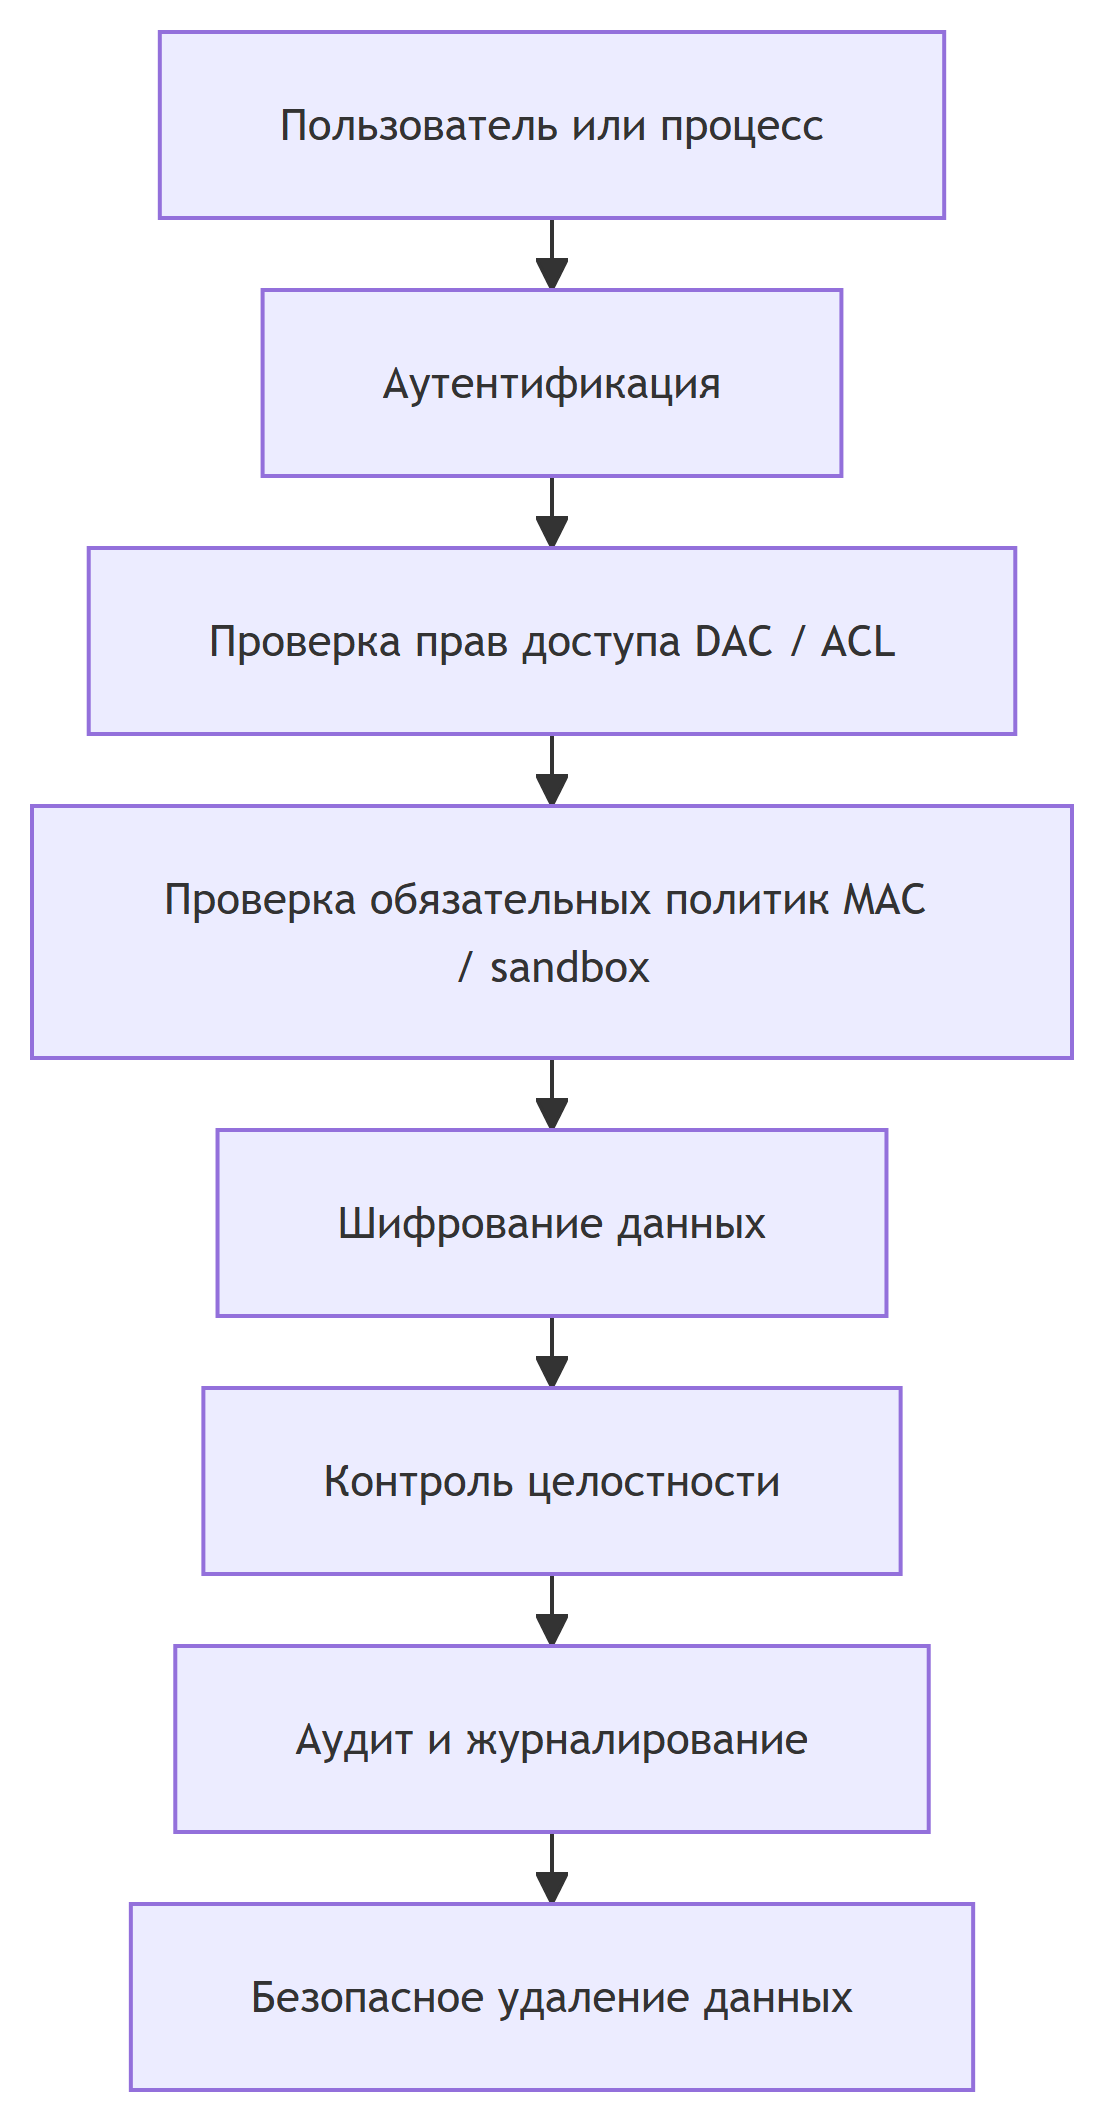 Пользователь или процесс
Аутентификация
Проверка прав доступа DAC / ACL
Проверка обязательных политик MAC
/ sandbox
Шифрование данных
Контроль целостности
Аудит и журналирование
Безопасное удаление данных